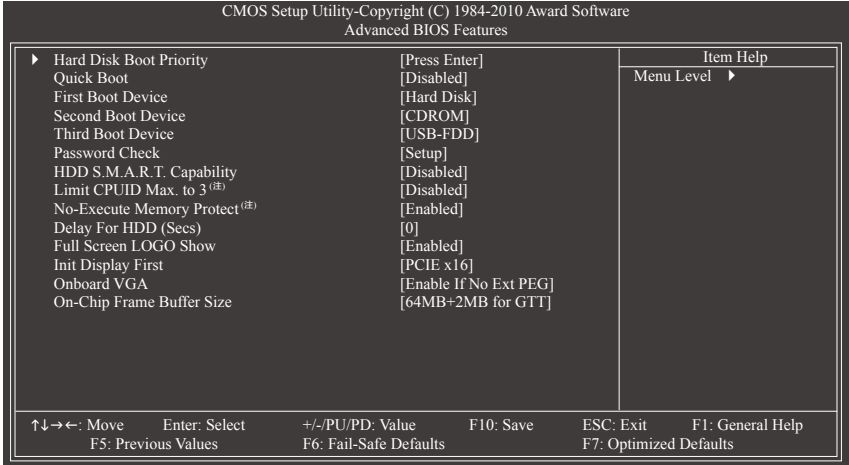 CMOS Setup Utility-Copyright (C) 1984-2010 Award Software
Advanced BIOS Features
Hard Disk Boot Priority [Press Enter]
Quick Boot [Disabled]
First Boot Device [Hard Disk]
Second Boot Device [CDROM]
Third Boot Device [USB-FDD]
Password Check [Setup]
HDD S.M.A.R.T. Capability [Disabled]
Limit CPUID Max. to 3(注) [Disabled]
No-Execute Memory Protect(注) [Enabled]
Delay For HDD (Secs) [0]
Full Screen LOGO Show [Enabled]
Init Display First [PCIE x16]
Onboard VGA [Enable If No Ext PEG]
On-Chip Frame Buffer Size [64MB+2MB for GTT]
Item Help
Menu Level
↑↓→←: Move Enter: Select +/-/PU/PD: Value F10: Save ESC: Exit F1: General Help
F5: Previous Values F6: Fail-Safe Defaults F7: Optimized Defaults